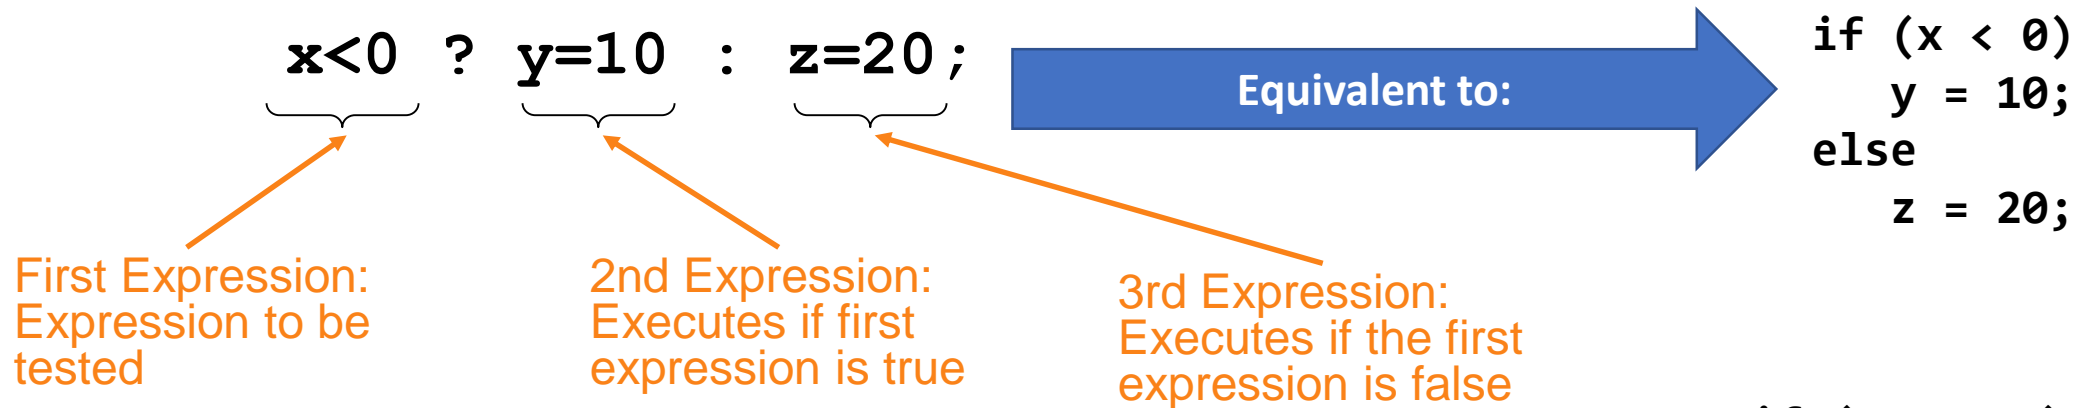 x<0 ? y=10 : z=20;
Equivalent to:
if (x < 0)
y = 10;
else
z = 20;
First Expression:
Expression to be
tested
2nd Expression:
Executes if first
expression is true
3rd Expression:
Executes if the first
expression is false